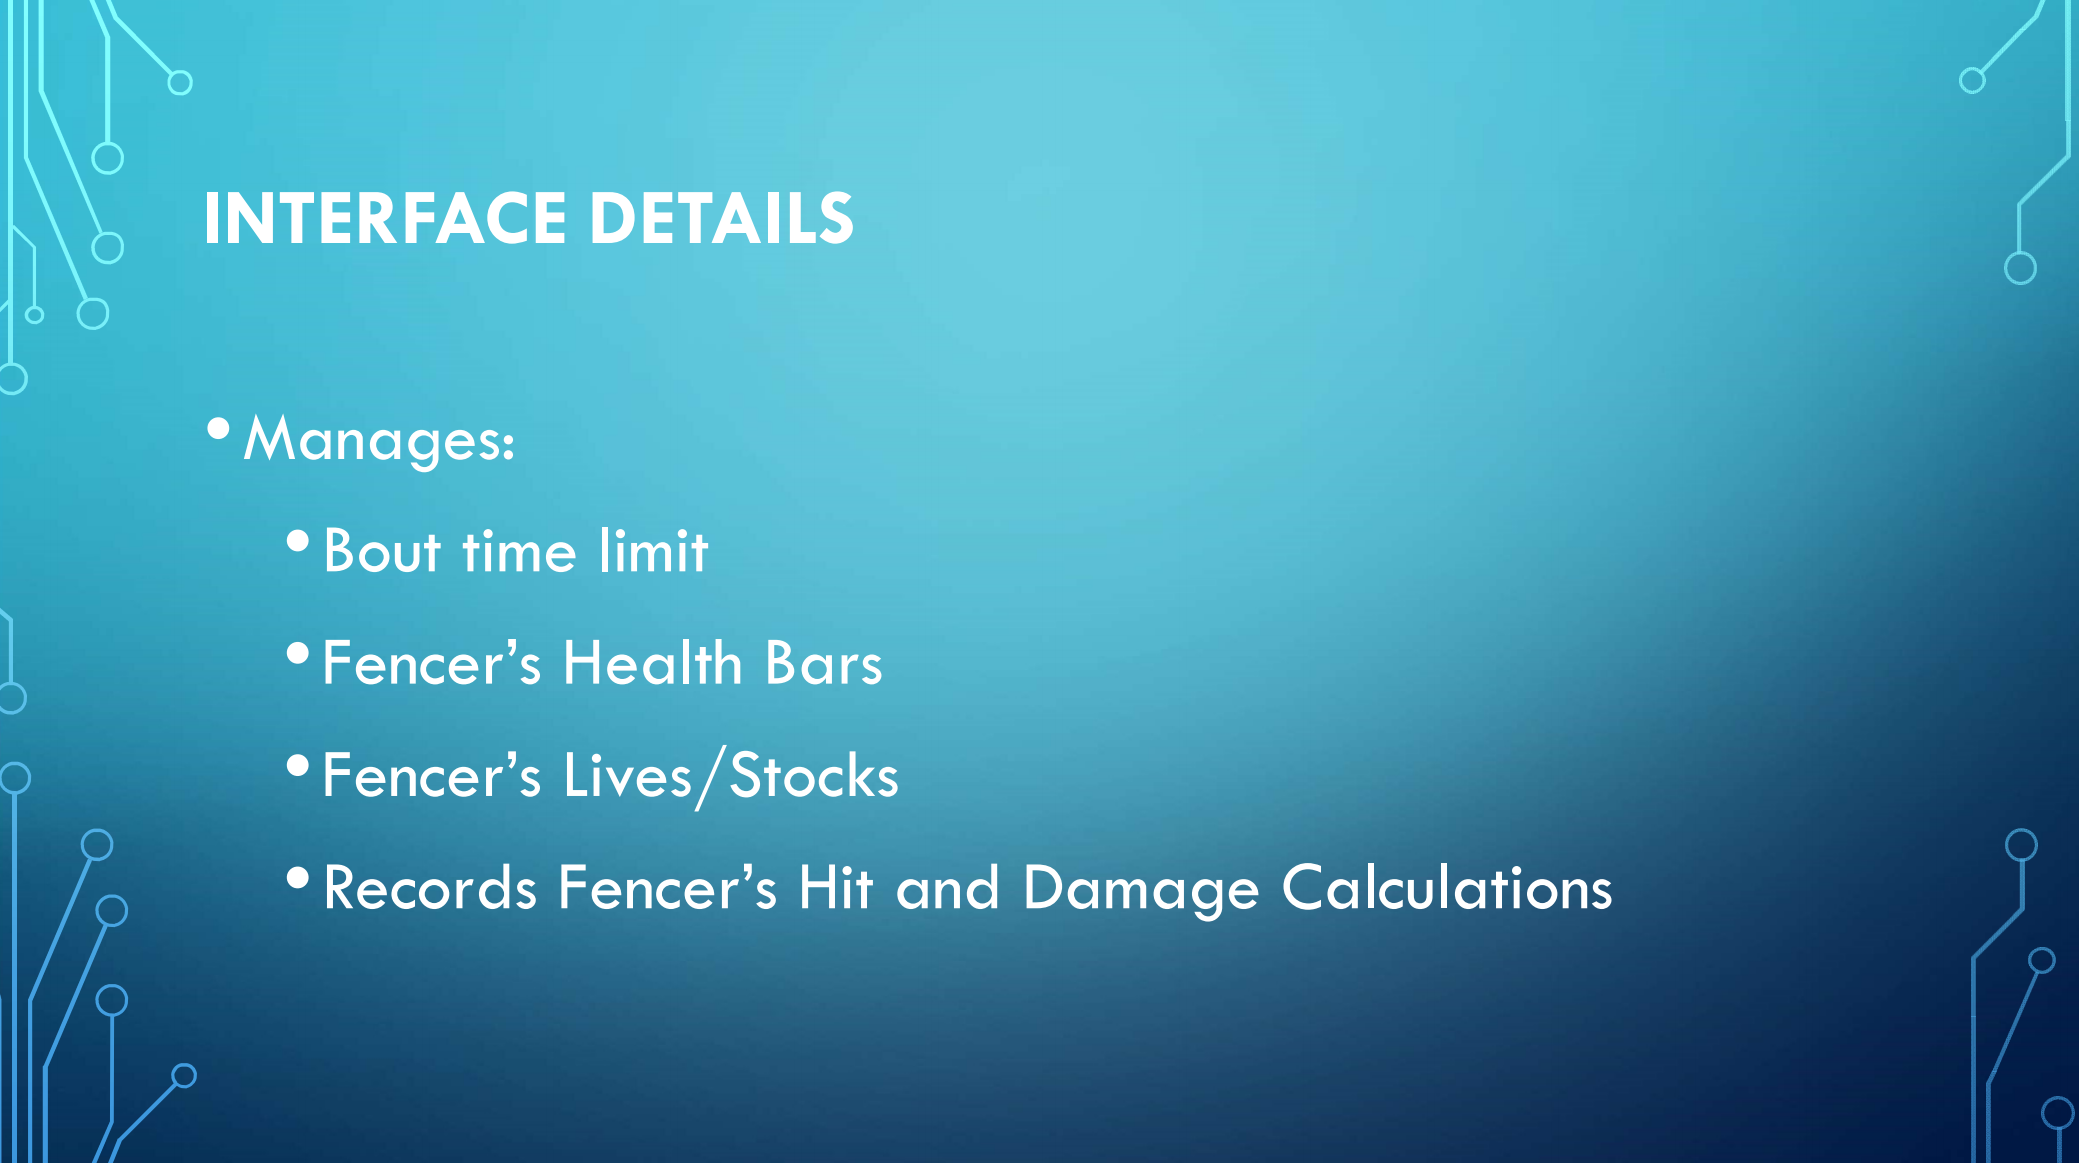 INTERFACE DETAILS
• Manages:
• Bout time limit
• Fencer’s Health Bars
• Fencer’s Lives/Stocks
• Records Fencer’s Hit and Damage Calculations